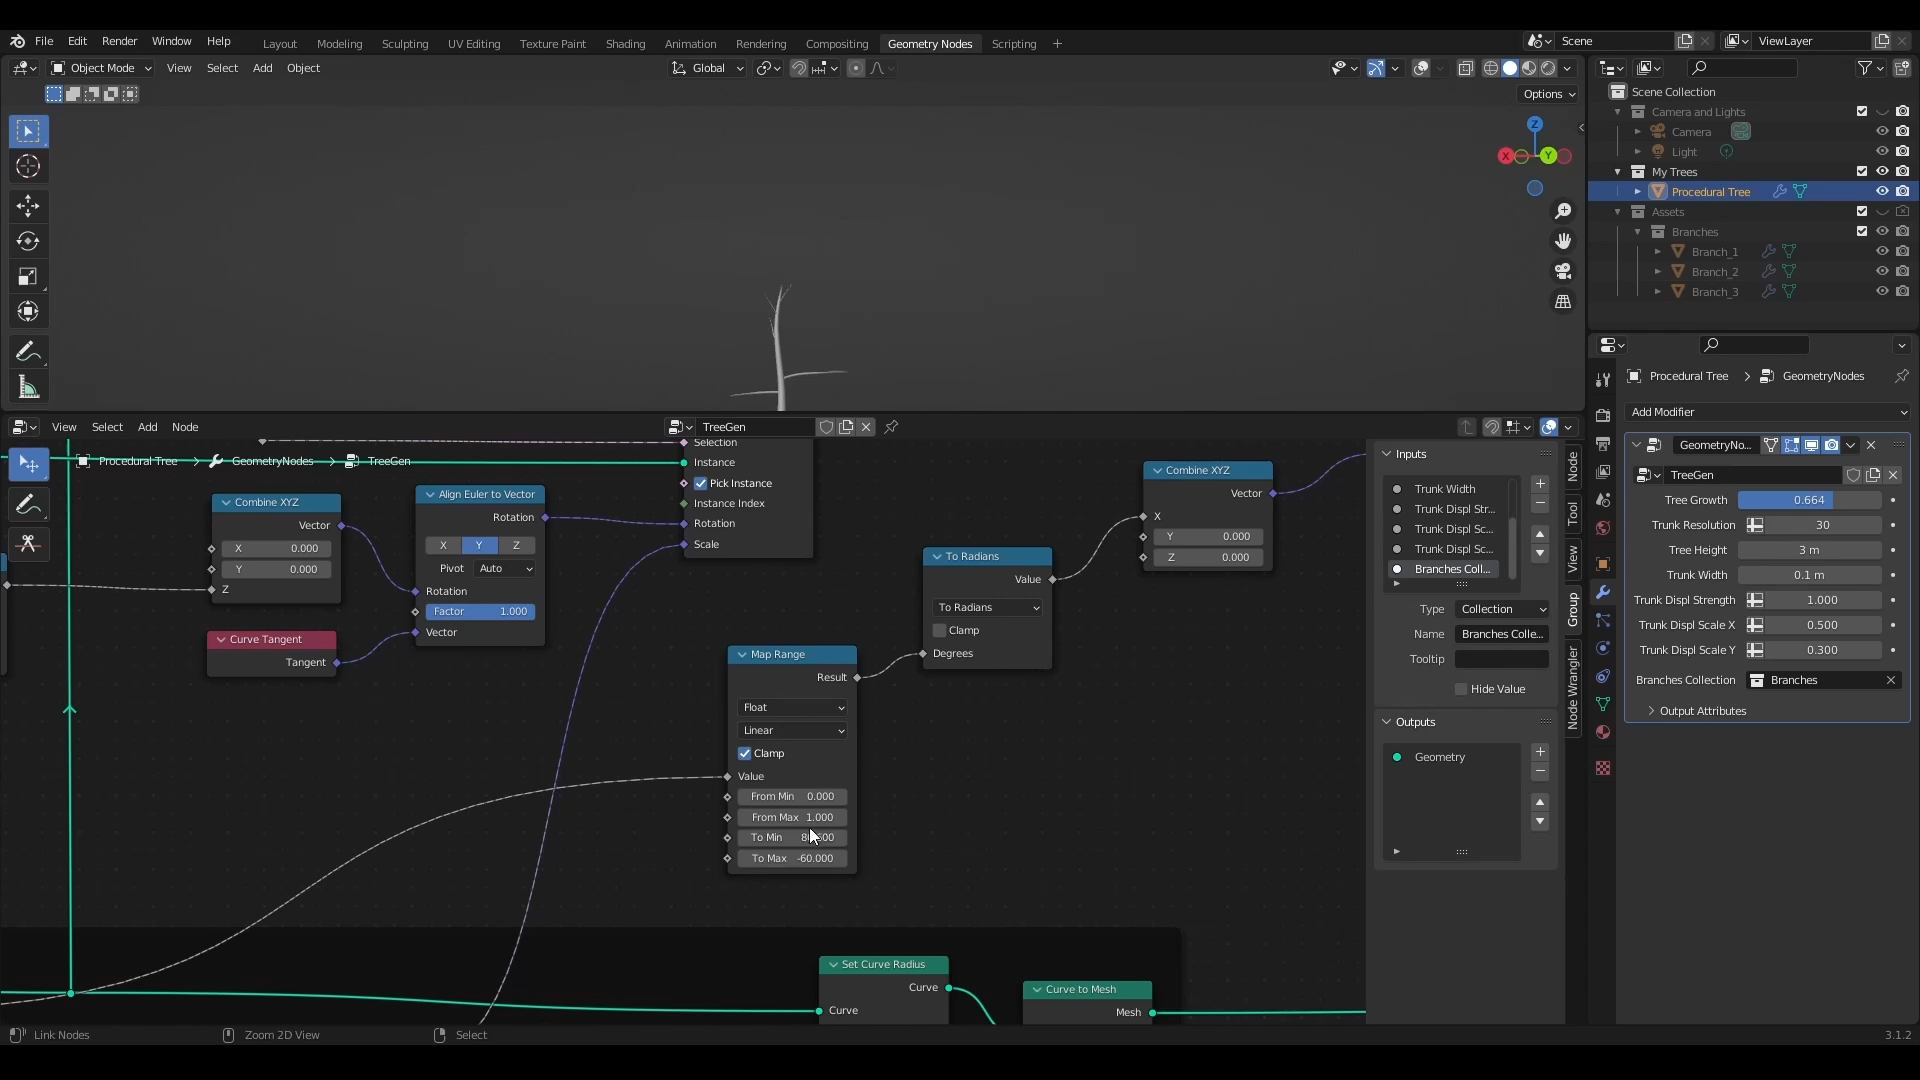 File Edit Render Window Help Layout Modeling Sculpting UV Editing Texture Paint Shading Animation Rendering Compositing Geometry Nodes Scripting + Scene ViewLayer
Object Mode View Select Add Object Global
Options
Z
X Y
Scene Collection
Camera and Lights
Camera
Light
My Trees
Procedural Tree
Assets
Branches
Branch_1
Branch_2
Branch_3
Procedural Tree > GeometryNodes
Add Modifier
GeometryNo...
TreeGen
Tree Growth 0.664
Trunk Resolution 30
Tree Height 3 m
Trunk Width 0.1 m
Trunk Displ Strength 1.000
Trunk Displ Scale X 0.500
Trunk Displ Scale Y 0.300
Branches Collection Branches
Output Attributes
View Select Add Node TreeGen
Procedural Tree > GeometryNodes > TreeGen
Selection
Instance
Pick Instance
Instance Index
Rotation
Scale
Combine XYZ
Vector
X 0.000
Y 0.000
Z
Curve Tangent
Tangent
Align Euler to Vector
Rotation
X Y Z
Pivot Auto
Rotation
Factor 1.000
Vector
Map Range
Result
Float
Linear
Clamp
Value
From Min 0.000
From Max 1.000
To Min
To Max -60.000
To Radians
Value
To Radians
Clamp
Degrees
Combine XYZ
Vector
X
Y 0.000
Z 0.000
Set Curve Radius
Curve
Curve
Curve to Mesh
Mesh
Inputs
Trunk Width
Trunk Displ Str...
Trunk Displ Sc...
Trunk Displ Sc...
Branches Coll...
Type Collection
Name Branches Colle...
Tooltip
Hide Value
Outputs
Geometry
Node
Tool
View
Group
Node Wrangler
Link Nodes Zoom 2D View Select 3.1.2